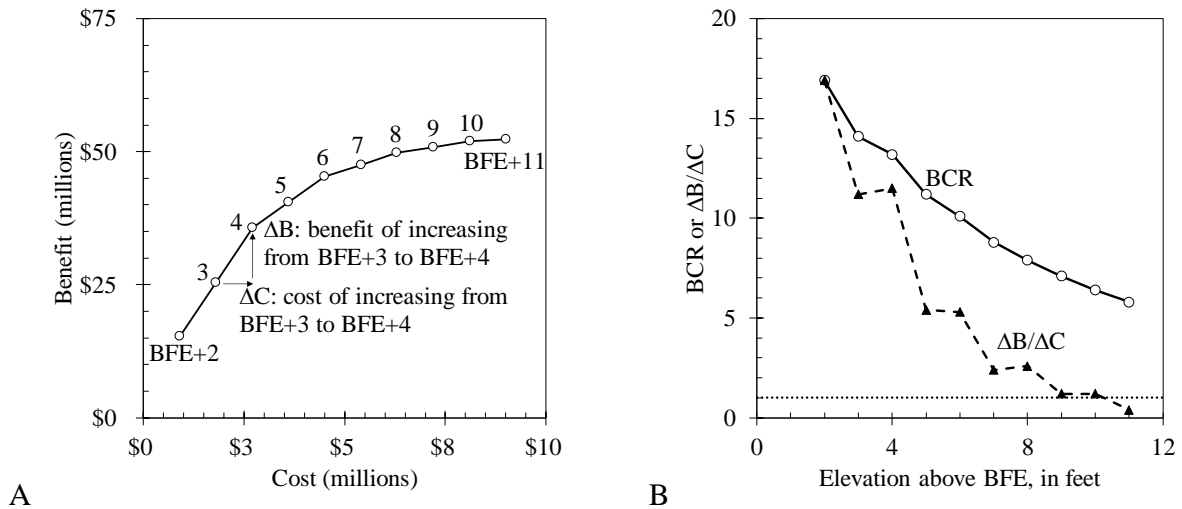 $75
$50
$25
$0
Benefit (millions)
$0
$3
$5
$8
$10
Cost (millions)
BFE+2
3
4
5
6
7
8
9
10
BFE+11
ΔB: benefit of increasing
from BFE+3 to BFE+4
ΔC: cost of increasing from
BFE+3 to BFE+4
A
20
15
10
5
0
BCR or ΔB/ΔC
BCR
ΔB/ΔC
0
4
8
12
Elevation above BFE, in feet
B